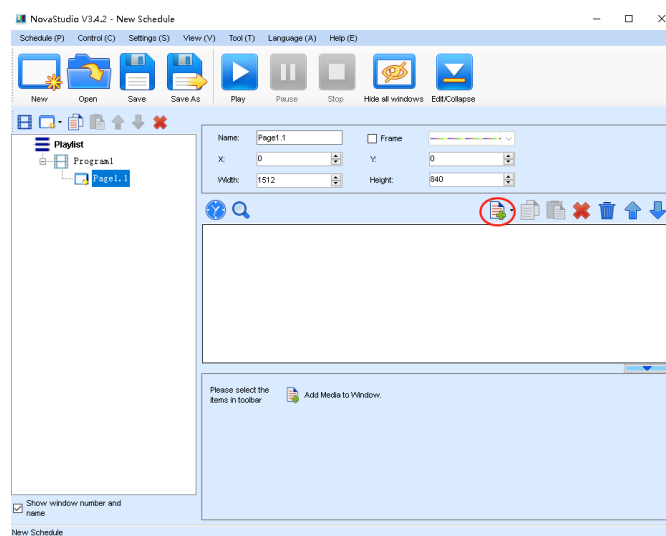 NovaStudio V3.4.2 - New Schedule
Schedule (P) Control (C) Settings (S) View (V) Tool (T) Language (A) Help (E)
New Open Save Save As Play Pause Stop Hide all windows Edit/Collapse
Playlist
Program1
Page1.1
Name: Page1.1 Frame
X: 0 Y: 0
Width: 1512 Height: 840
Please select the
items in toolbar
Add Media to Window.
Show window number and
name
New Schedule